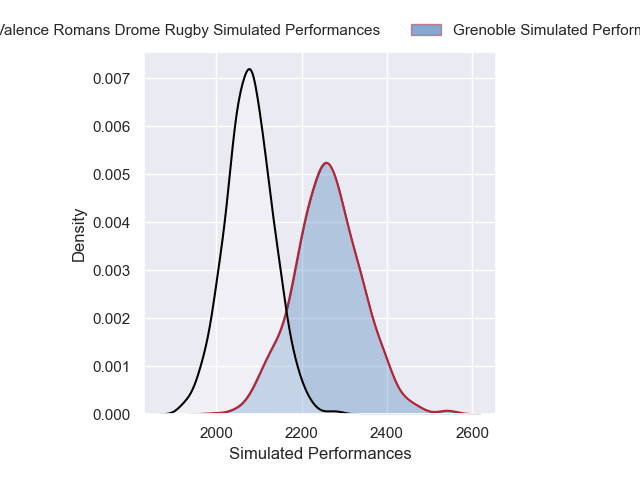 Valence Romans Drome Rugby Simulated Performances
Grenoble Simulated
0.007
0.006
0.005
0.004
0.003
0.002
0.001
0.000
Density
2000 2200 2400 2600
Simulated Performances